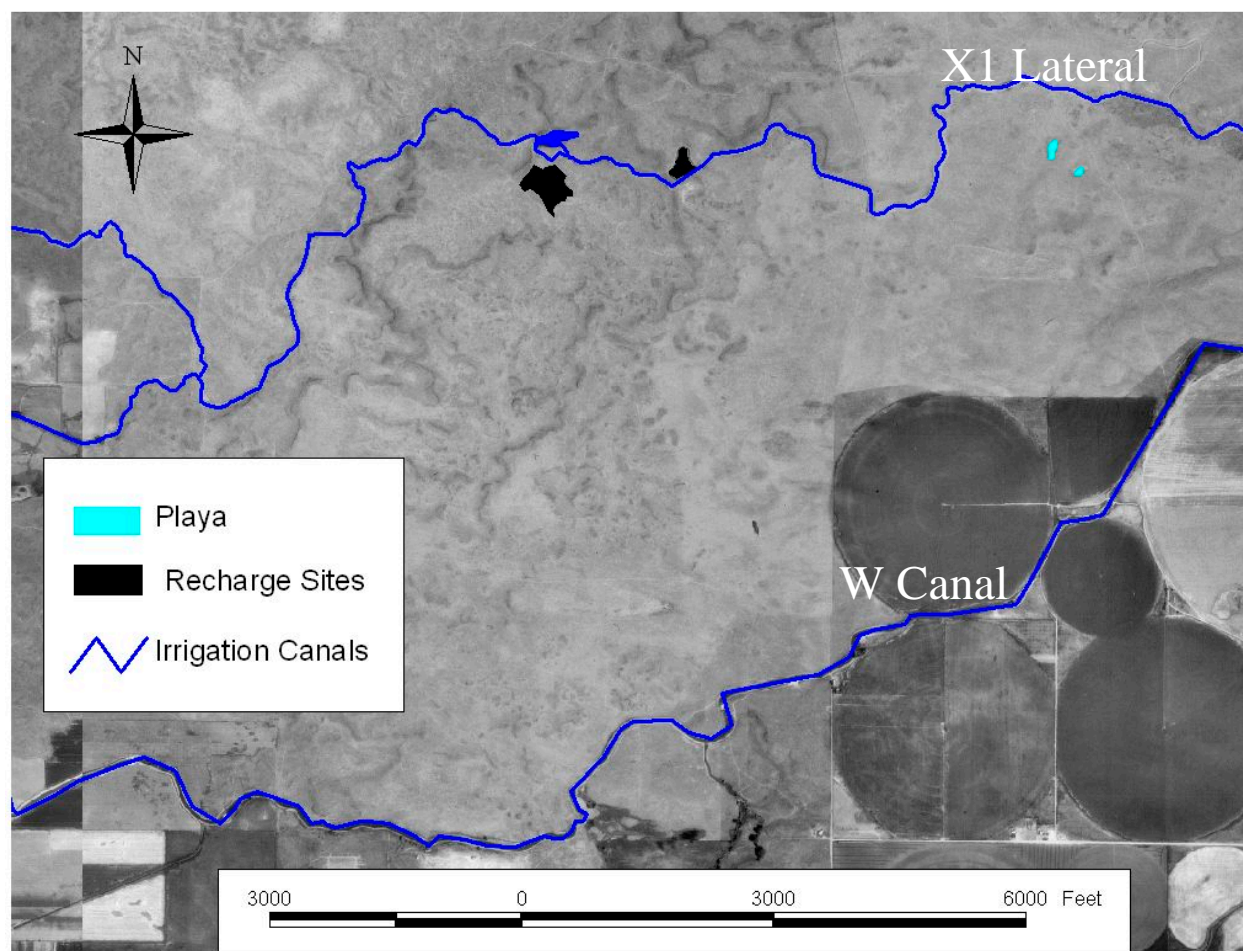 N
X1 Lateral
Playa
Recharge Sites
Irrigation Canals
W Canal
3000 0 3000 6000 Feet